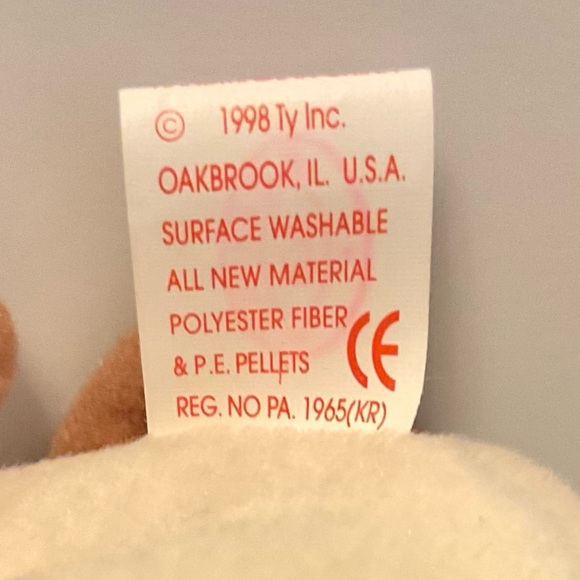 © 1998 Ty Inc.
OAKBROOK, IL. U.S.A.
SURFACE WASHABLE
ALL NEW MATERIAL
POLYESTER FIBER
& P.E. PELLETS CE
REG. NO PA. 1965(KR)